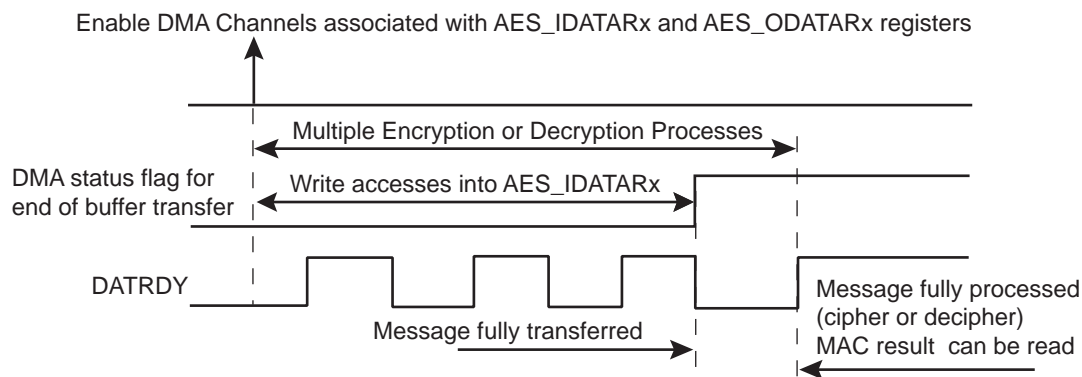 Enable DMA Channels associated with AES_IDATARx and AES_ODATARx registers
Multiple Encryption or Decryption Processes
DMA status flag for
end of buffer transfer
Write accesses into AES_IDATARx
DATRDY
Message fully transferred
Message fully processed
(cipher or decipher)
MAC result can be read